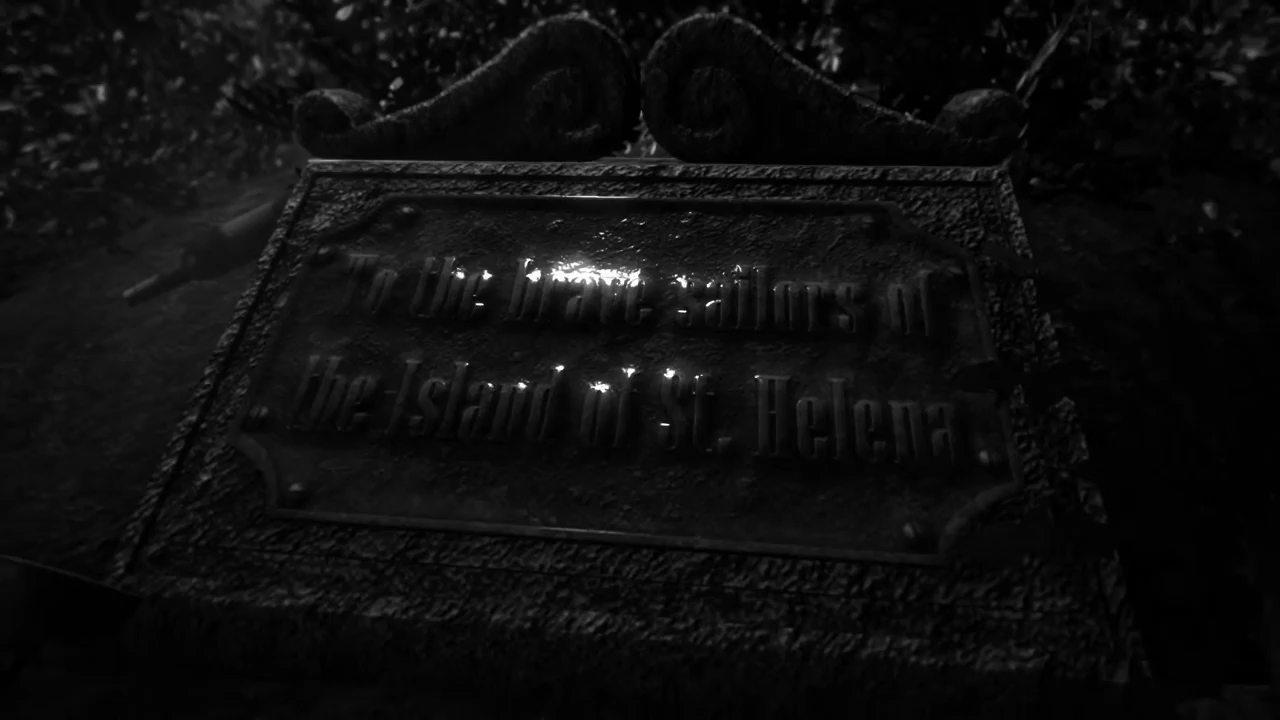 To the brave sailors of
the Island of St. Helena